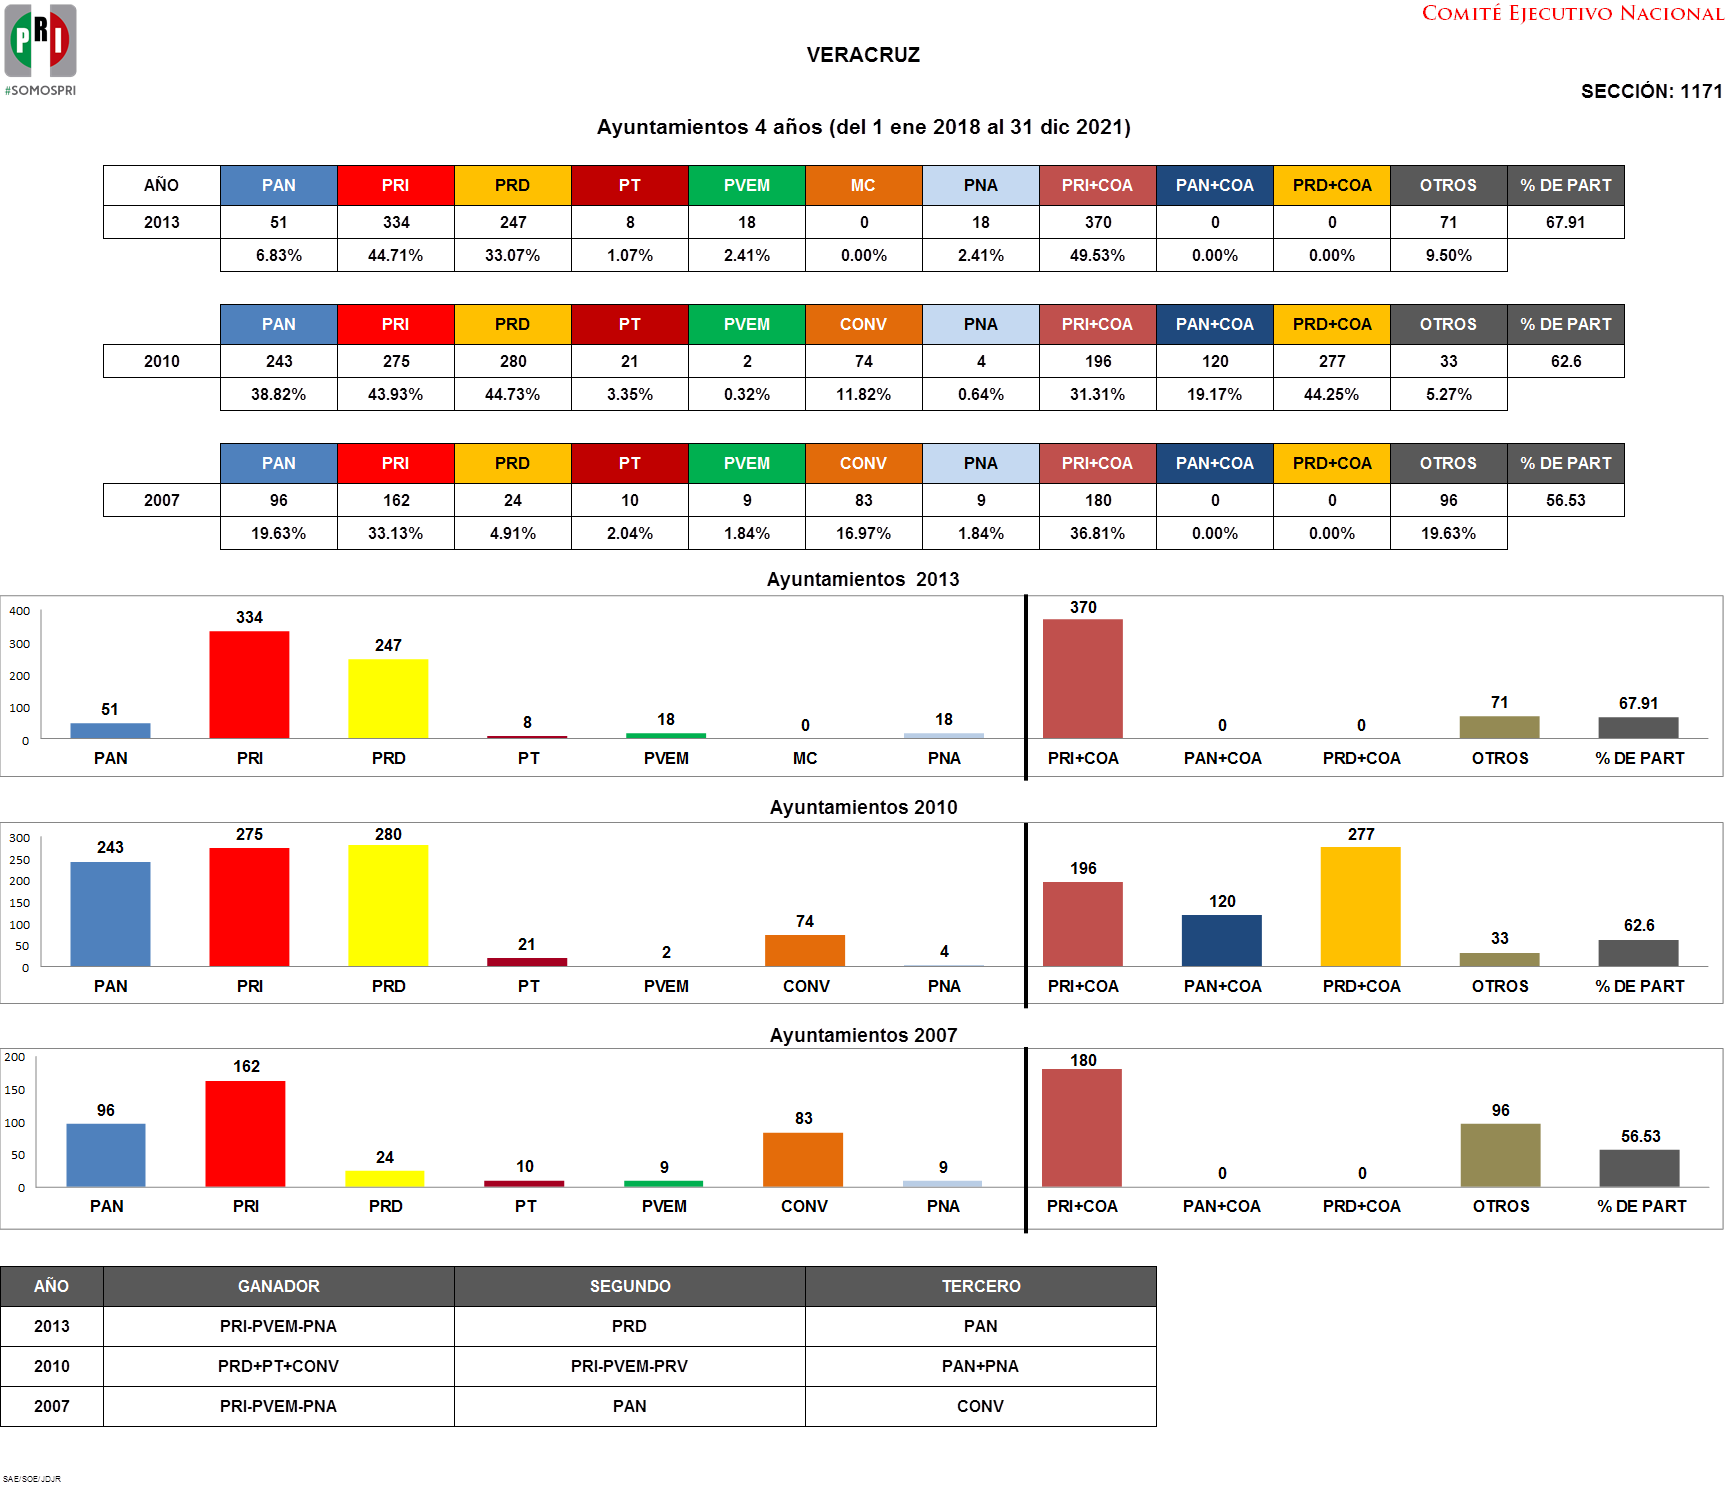 PRI
#SOMOSPRI
COMITÉ EJECUTIVO NACIONAL
VERACRUZ
SECCIÓN: 1171
Ayuntamientos 4 años (del 1 ene 2018 al 31 dic 2021)
AÑO PAN PRI PRD PT PVEM MC PNA PRI+COA PAN+COA PRD+COA OTROS % DE PART
2013 51 334 247 8 18 0 18 370 0 0 71 67.91
6.83% 44.71% 33.07% 1.07% 2.41% 0.00% 2.41% 49.53% 0.00% 0.00% 9.50%
PAN PRI PRD PT PVEM CONV PNA PRI+COA PAN+COA PRD+COA OTROS % DE PART
2010 243 275 280 21 2 74 4 196 120 277 33 62.6
38.82% 43.93% 44.73% 3.35% 0.32% 11.82% 0.64% 31.31% 19.17% 44.25% 5.27%
PAN PRI PRD PT PVEM CONV PNA PRI+COA PAN+COA PRD+COA OTROS % DE PART
2007 96 162 24 10 9 83 9 180 0 0 96 56.53
19.63% 33.13% 4.91% 2.04% 1.84% 16.97% 1.84% 36.81% 0.00% 0.00% 19.63%
Ayuntamientos 2013
400
300
200
100
0
51 334 247 8 18 0 18 370 0 0 71 67.91
PAN PRI PRD PT PVEM MC PNA PRI+COA PAN+COA PRD+COA OTROS % DE PART
Ayuntamientos 2010
300
250
200
150
100
50
0
243 275 280 21 2 74 4 196 120 277 33 62.6
PAN PRI PRD PT PVEM CONV PNA PRI+COA PAN+COA PRD+COA OTROS % DE PART
Ayuntamientos 2007
200
150
100
50
0
96 162 24 10 9 83 9 180 0 0 96 56.53
PAN PRI PRD PT PVEM CONV PNA PRI+COA PAN+COA PRD+COA OTROS % DE PART
AÑO GANADOR SEGUNDO TERCERO
2013 PRI-PVEM-PNA PRD PAN
2010 PRD+PT+CONV PRI-PVEM-PRV PAN+PNA
2007 PRI-PVEM-PNA PAN CONV
SAE/SOE/JDJR